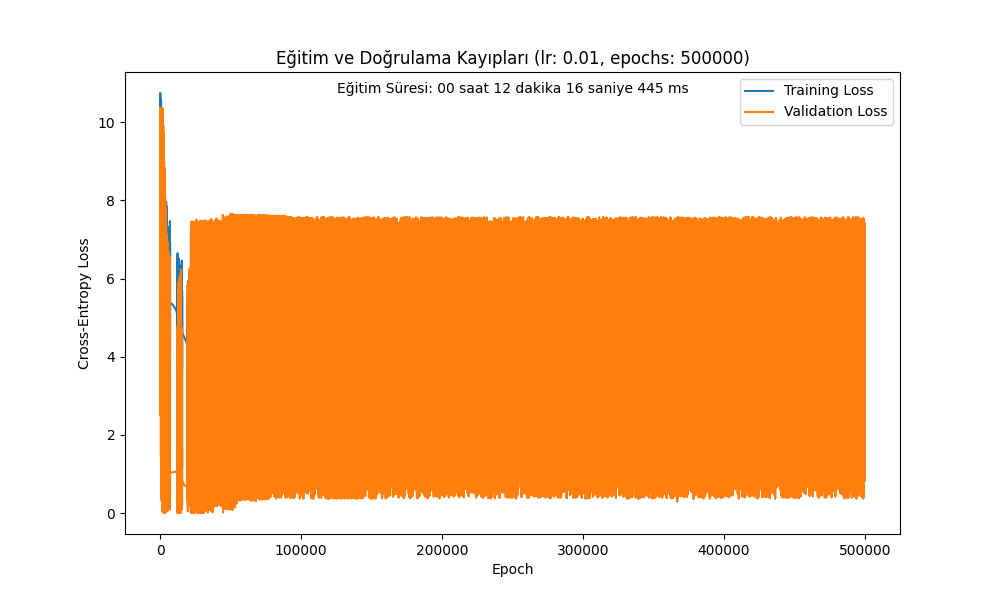 Eğitim ve Doğrulama Kayıpları (lr: 0.01, epochs: 500000)
Eğitim Süresi: 00 saat 12 dakika 16 saniye 445 ms
Training Loss
Validation Loss
Cross-Entropy Loss
10
8
6
4
2
0
0 100000 200000 300000 400000 500000
Epoch